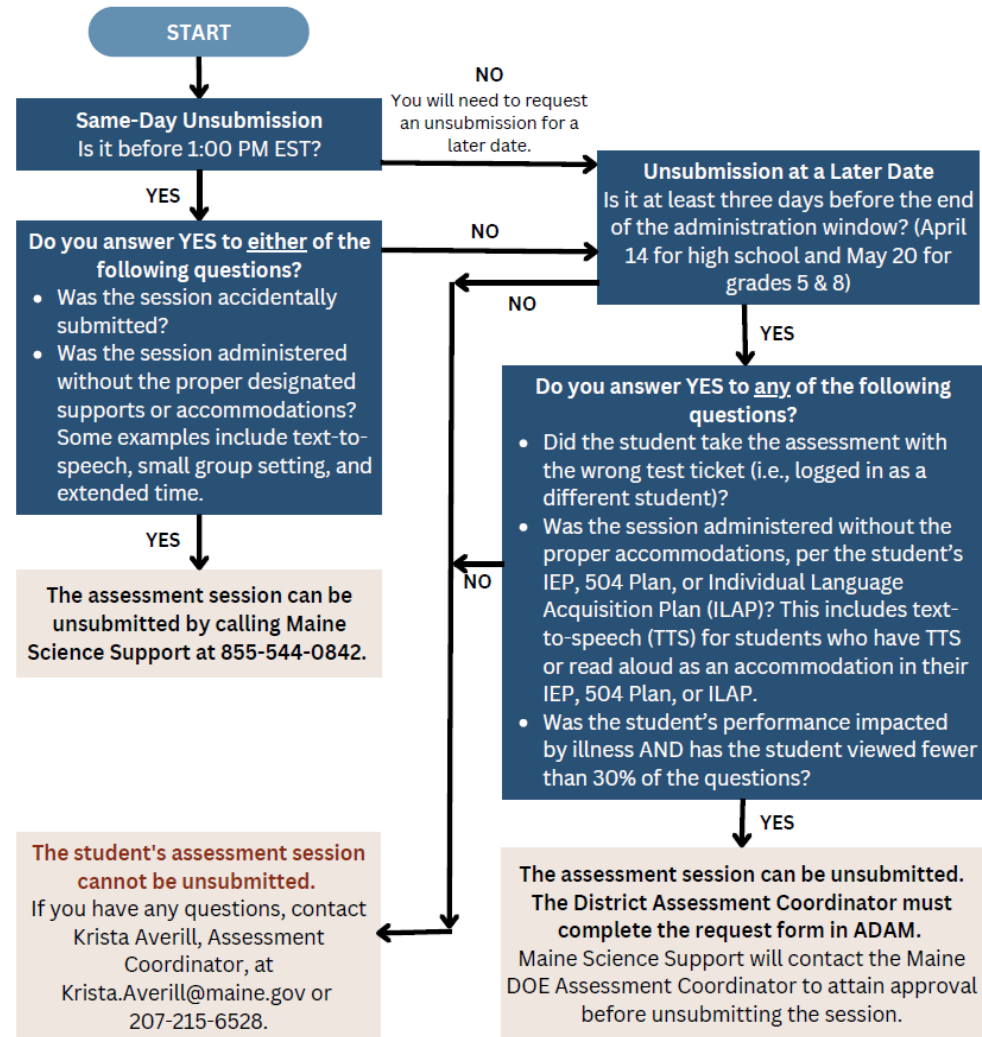 START
NO
You will need to request
an unsubmission for a
later date.
Same-Day Unsubmission
Is it before 1:00 PM EST?
YES
Unsubmission at a Later Date
Is it at least three days before the end
of the administration window? (April
14 for high school and May 20 for
grades 5 & 8)
NO
NO
YES
Do you answer YES to either of the
following questions?
• Was the session accidentally
submitted?
• Was the session administered
without the proper designated
supports or accommodations?
Some examples include text-to-
speech, small group setting, and
extended time.
YES
The assessment session can be
unsubmitted by calling Maine
Science Support at 855-544-0842.
Do you answer YES to any of the following
questions?
• Did the student take the assessment with
the wrong test ticket (i.e., logged in as a
different student)?
• Was the session administered without the
proper accommodations, per the student’s
IEP, 504 Plan, or Individual Language
Acquisition Plan (ILAP)? This includes text-
to-speech (TTS) for students who have TTS
or read aloud as an accommodation in their
IEP, 504 Plan, or ILAP.
• Was the student’s performance impacted
by illness AND has the student viewed fewer
than 30% of the questions?
NO
YES
The student's assessment session
cannot be unsubmitted.
If you have any questions, contact
Krista Averill, Assessment
Coordinator, at
Krista.Averill@maine.gov or
207-215-6528.
The assessment session can be unsubmitted.
The District Assessment Coordinator must
complete the request form in ADAM.
Maine Science Support will contact the Maine
DOE Assessment Coordinator to attain approval
before unsubmitting the session.